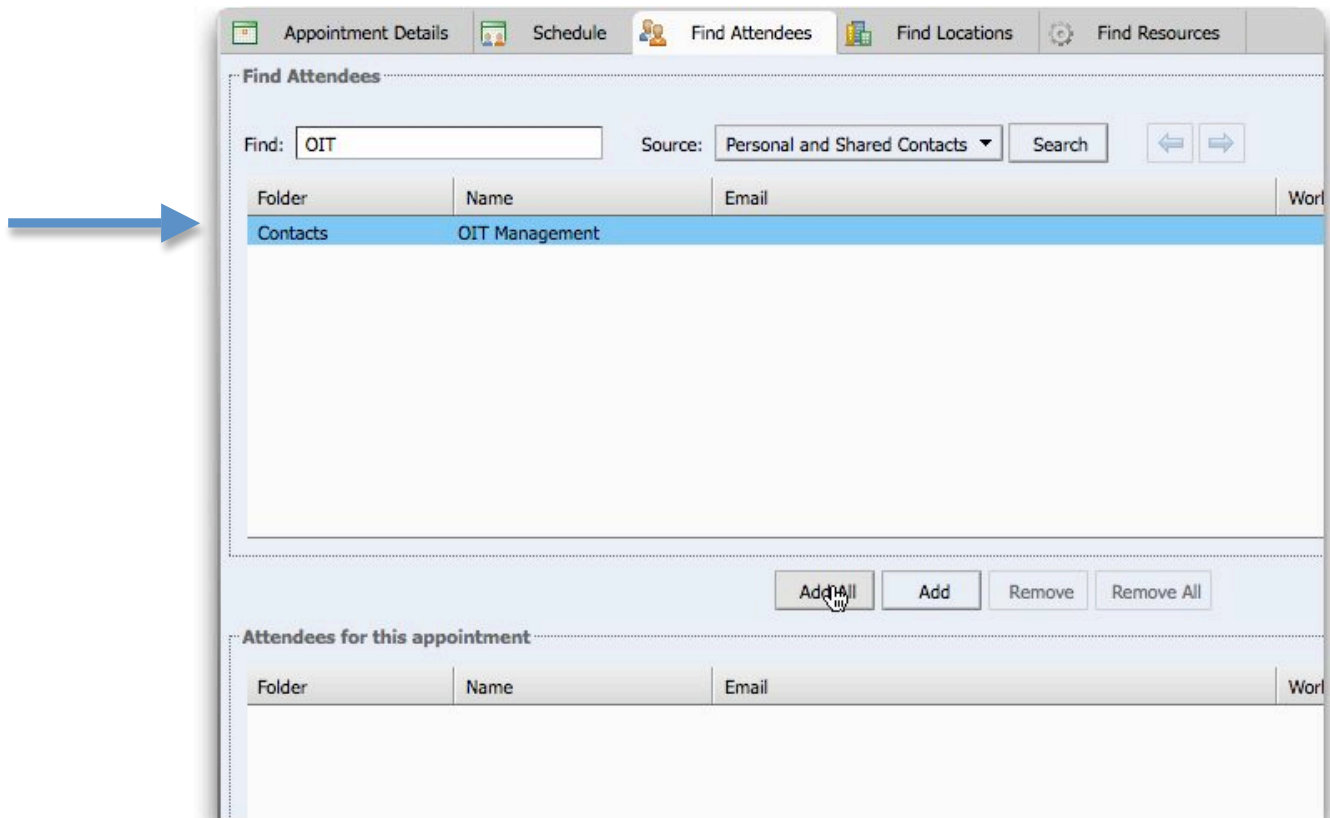 Appointment Details Schedule Find Attendees Find Locations Find Resources
Find Attendees
Find: OIT Source: Personal and Shared Contacts Search
Folder Name Email Worl
Contacts OIT Management
Add All Add Remove Remove All
Attendees for this appointment
Folder Name Email Worl